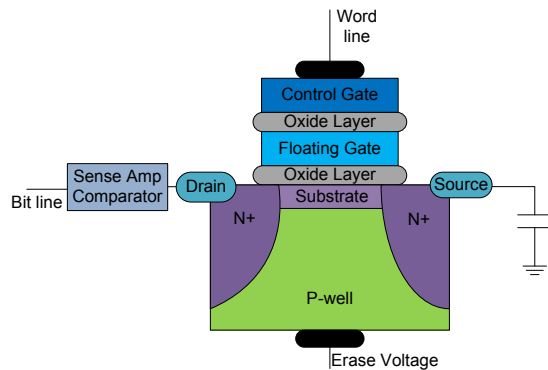 Word
line
Control Gate
Oxide Layer
Floating Gate
Oxide Layer
Sense Amp
Comparator
Bit line
Drain
Source
Substrate
N+
N+
P-well
Erase Voltage